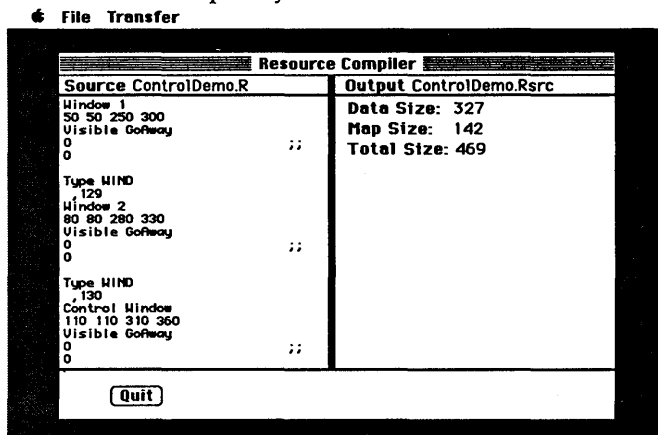 File Transfer
Resource Compiler
Source ControlDemo.R
Output ControlDemo.Rsrc
Window 1
50 50 250 300
Visible GoAway
0 ;;
0
Type WIND
,129
Window 2
80 80 280 330
Visible GoAway
0 ;;
0
Type WIND
,130
Control Window
110 110 310 360
Visible GoAway
0 ;;
0
Data Size: 327
Map Size: 142
Total Size: 469
Quit